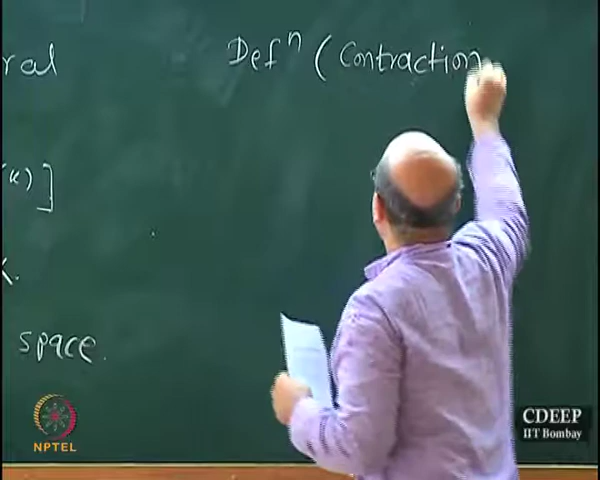 ral
Defⁿ (Contraction
(x)]
x.
space.
NPTEL
CDEEP
IIT Bombay